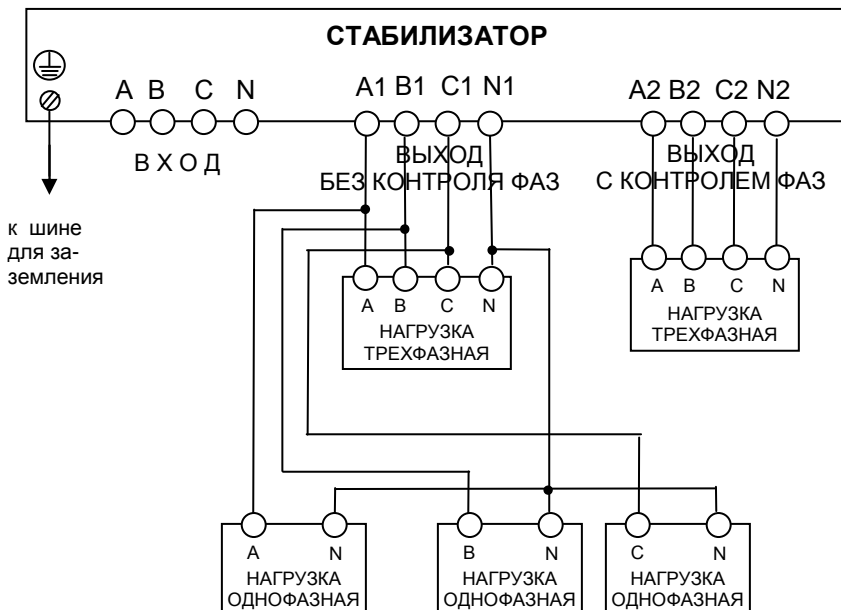 СТАБИЛИЗАТОР
A B C N
A1 B1 C1 N1
A2 B2 C2 N2
ВХОД
ВЫХОД
БЕЗ КОНТРОЛЯ ФАЗ
ВЫХОД
С КОНТРОЛЕМ ФАЗ
к шине
для за-
земления
A B C N
НАГРУЗКА
ТРЕХФАЗНАЯ
A B C N
НАГРУЗКА
ТРЕХФАЗНАЯ
A N
НАГРУЗКА
ОДНОФАЗНАЯ
B N
НАГРУЗКА
ОДНОФАЗНАЯ
C N
НАГРУЗКА
ОДНОФАЗНАЯ